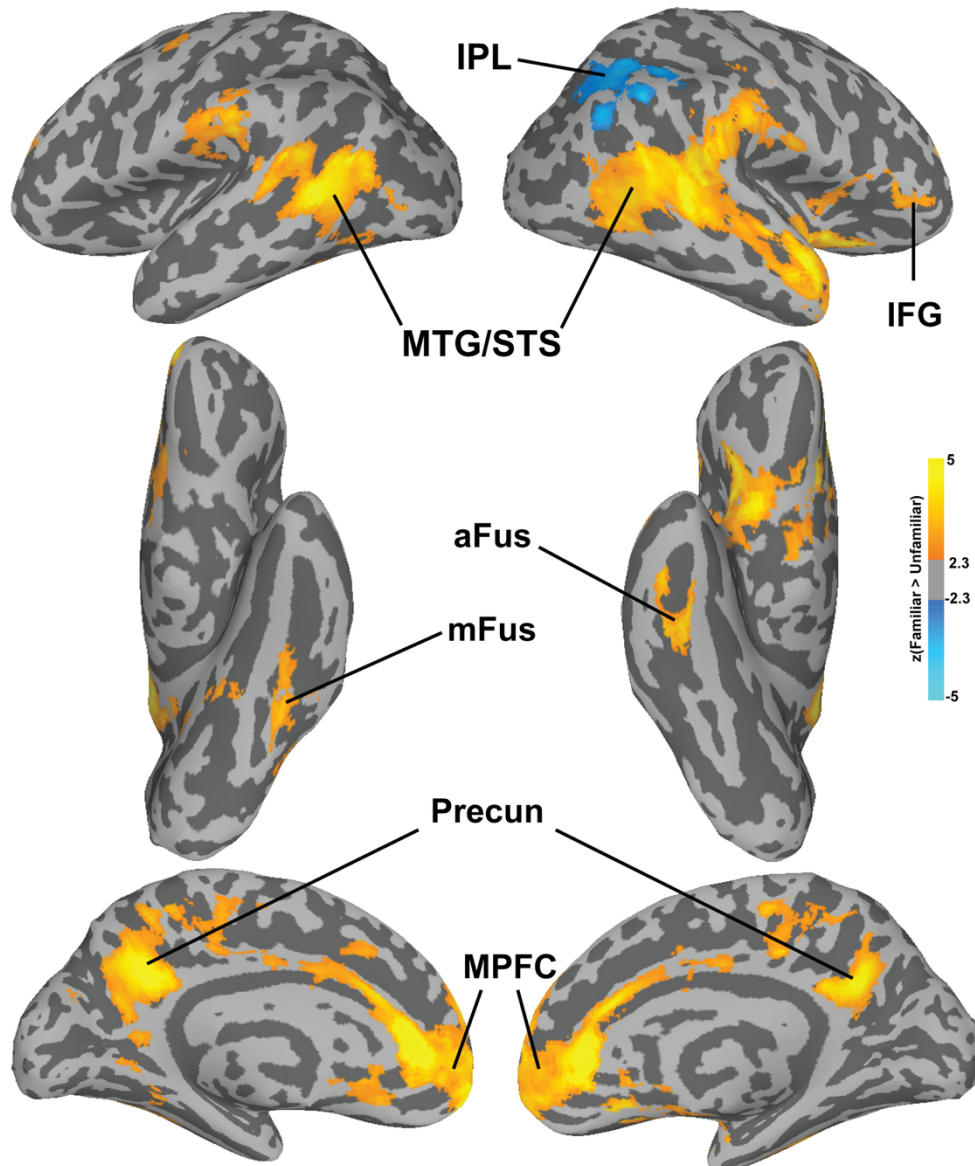 IPL
IFG
MTG/STS
aFus
mFus
5
2.3
-2.3
-5
z(Familiar > Unfamiliar)
Precun
MPFC